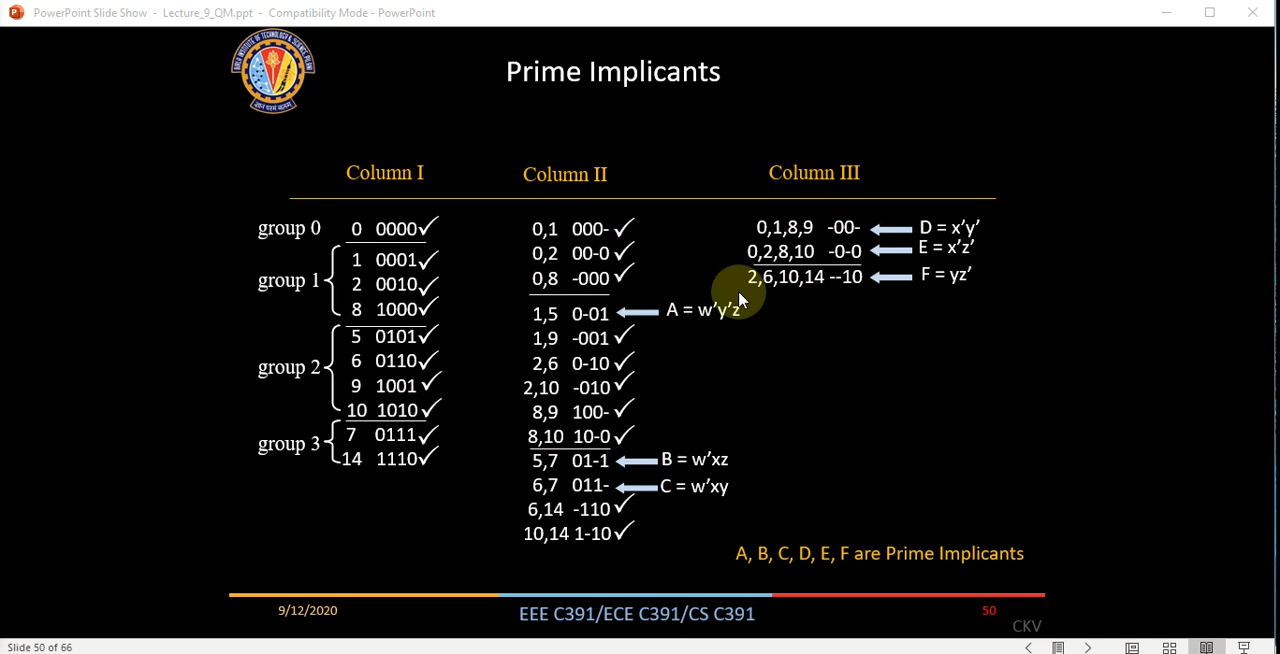 PowerPoint Slide Show - Lecture_9_QM.ppt - Compatibility Mode - PowerPoint
Prime Implicants
Column I Column II Column III
group 0 0 0000✓ 0,1 000-✓ 0,1,8,9 -00- D = x'y'
0,2 00-0✓ 0,2,8,10 -0-0 E = x'z'
group 1 1 0001✓ 0,8 -000✓ 2,6,10,14 --10 F = yz'
2 0010✓
8 1000✓ 1,5 0-01 A = w'y'z
group 2 5 0101✓ 1,9 -001✓
6 0110✓ 2,6 0-10✓
9 1001✓ 2,10 -010✓
10 1010✓ 8,9 100-✓
group 3 7 0111✓ 8,10 10-0✓
14 1110✓ 5,7 01-1 B = w'xz
6,7 011- C = w'xy
6,14 -110✓
10,14 1-10✓
A, B, C, D, E, F are Prime Implicants
9/12/2020 EEE C391/ECE C391/CS C391 50
CKV
Slide 50 of 66